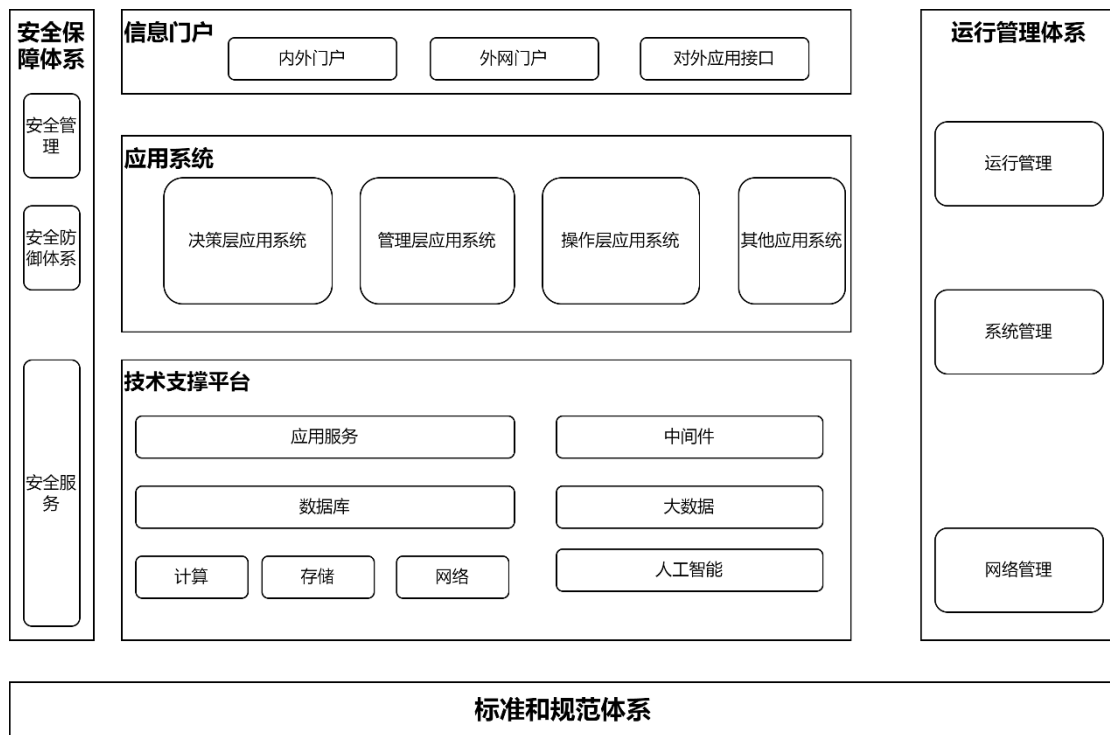 安全保
障体系
安全管
理
安全防
御体系
安全服
务
信息门户
内外门户
外网门户
对外应用接口
应用系统
决策层应用系统
管理层应用系统
操作层应用系统
其他应用系统
技术支撑平台
应用服务
中间件
数据库
大数据
计算
存储
网络
人工智能
运行管理体系
运行管理
系统管理
网络管理
标准和规范体系